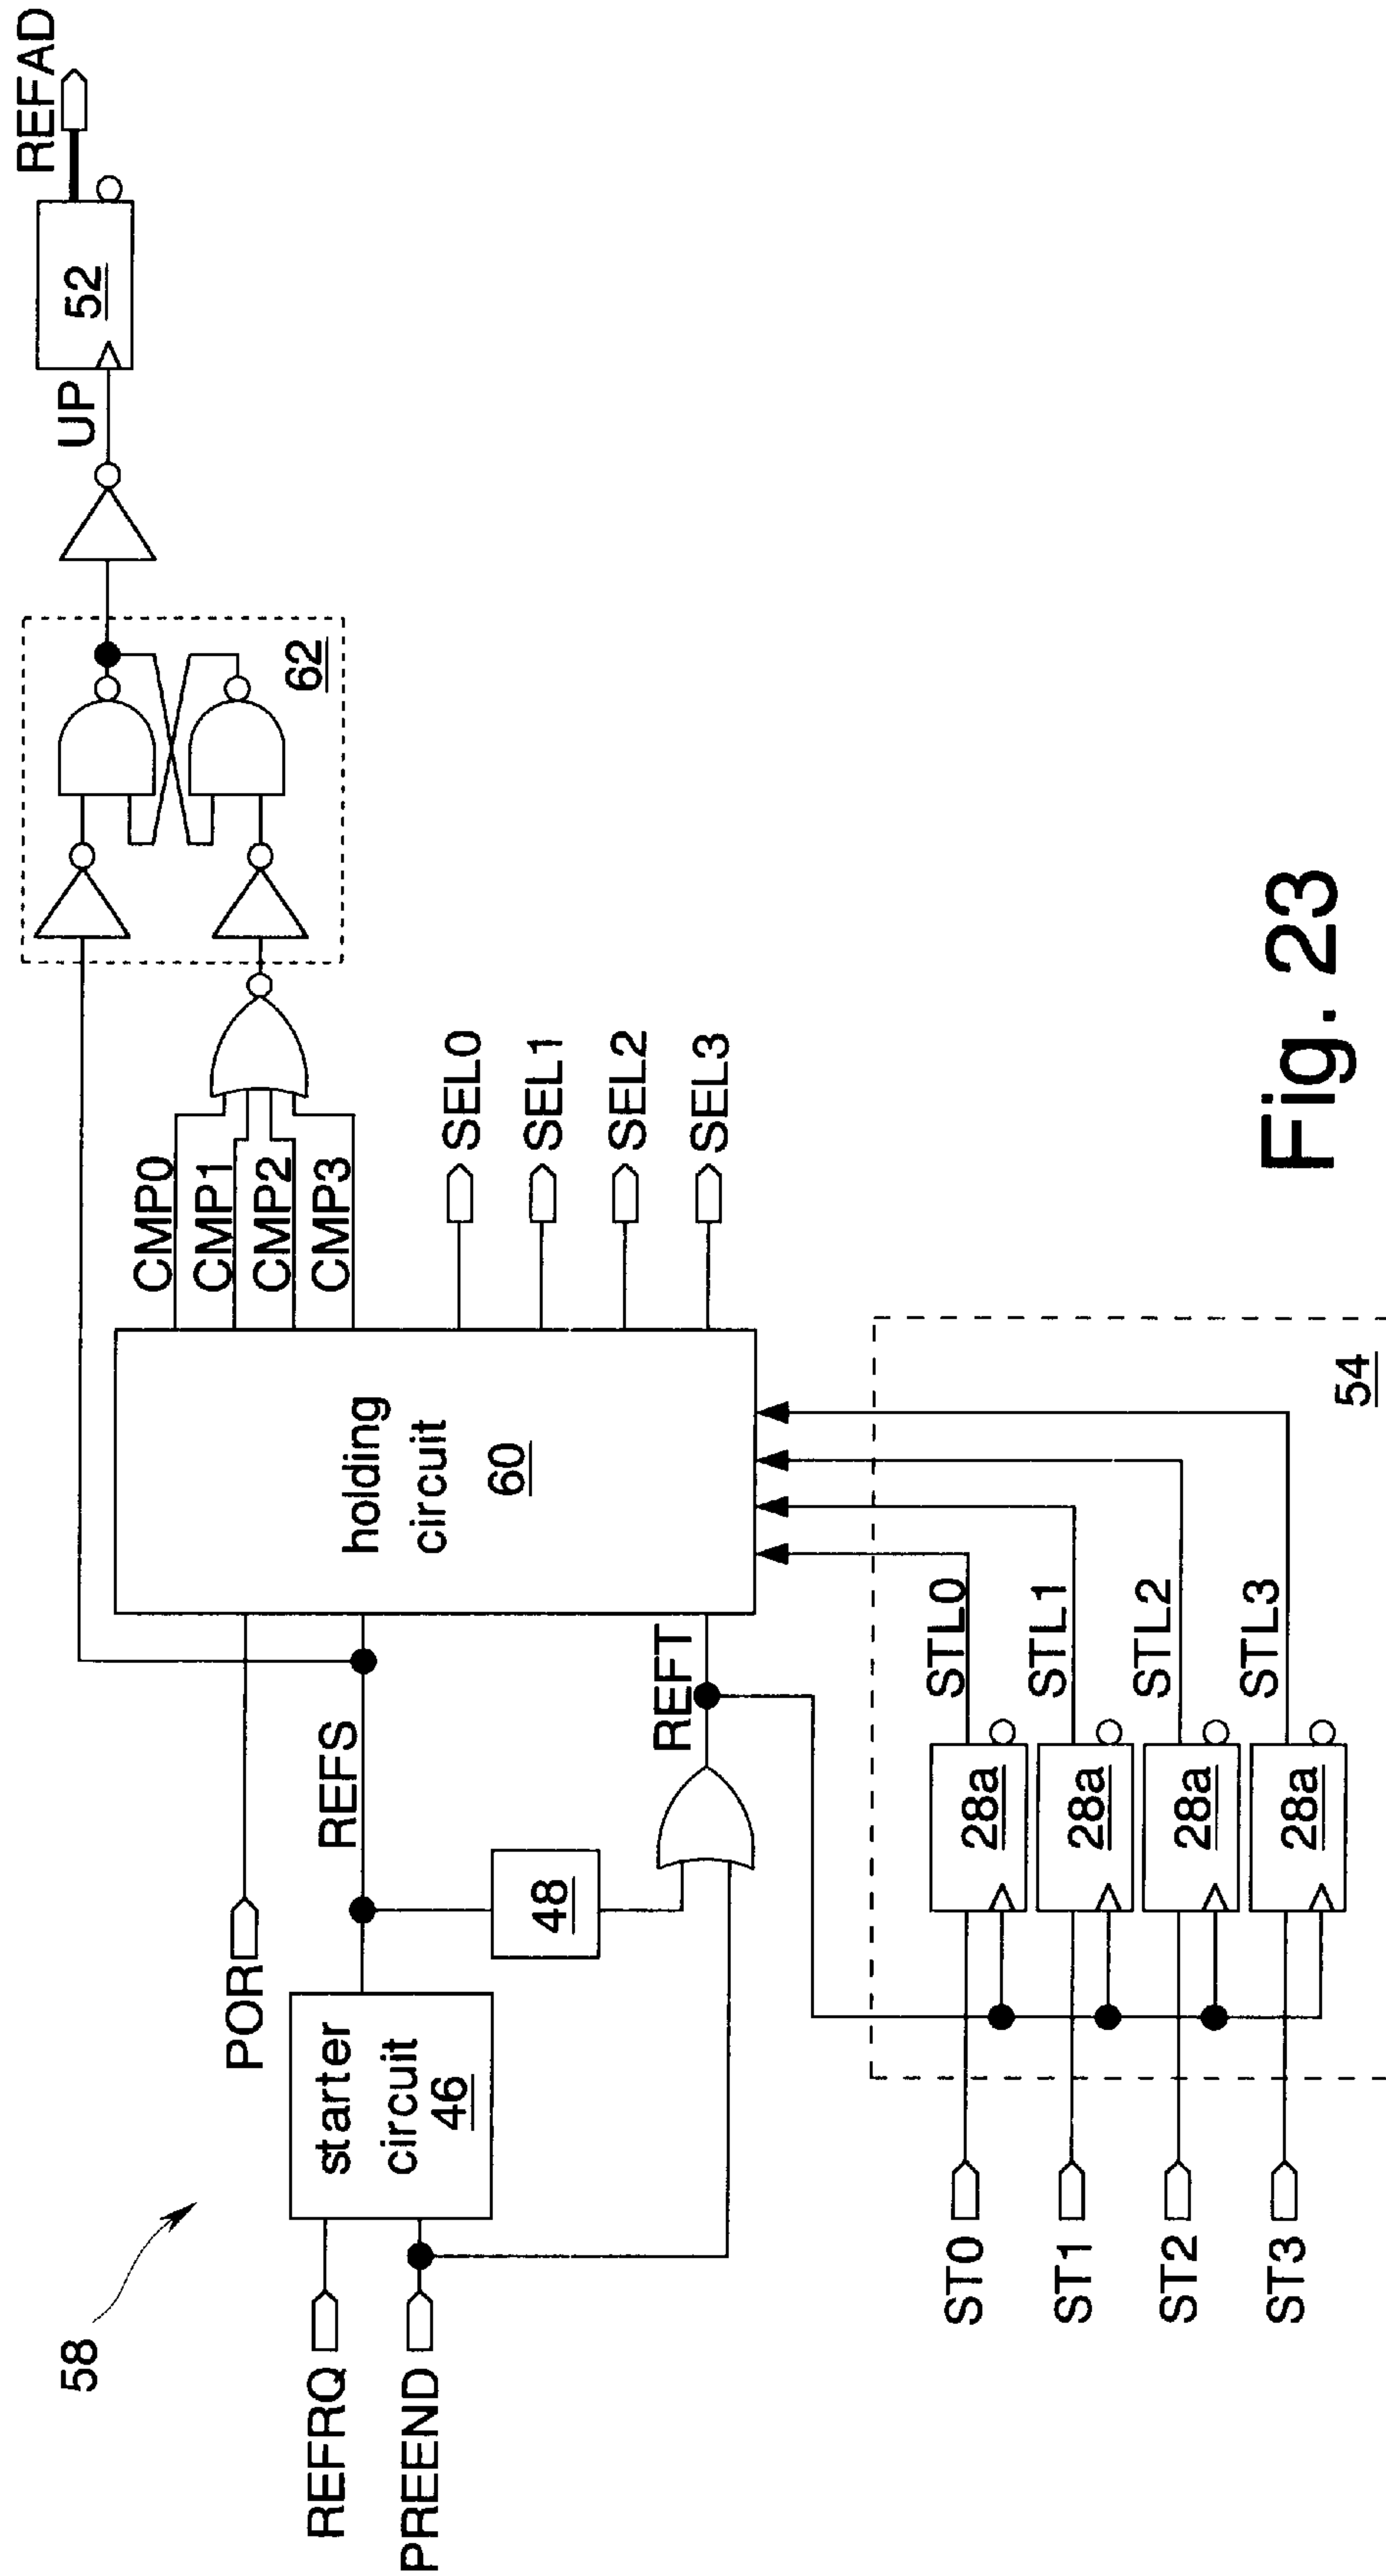 58
REFRQ
PREEND
starter
circuit
46
POR
REFS
48
REFT
holding
circuit
60
CMP0
CMP1
CMP2
CMP3
SEL0
SEL1
SEL2
SEL3
62
UP
52
REFAD
ST0
ST1
ST2
ST3
28a
28a
28a
28a
STL0
STL1
STL2
STL3
54
Fig. 23